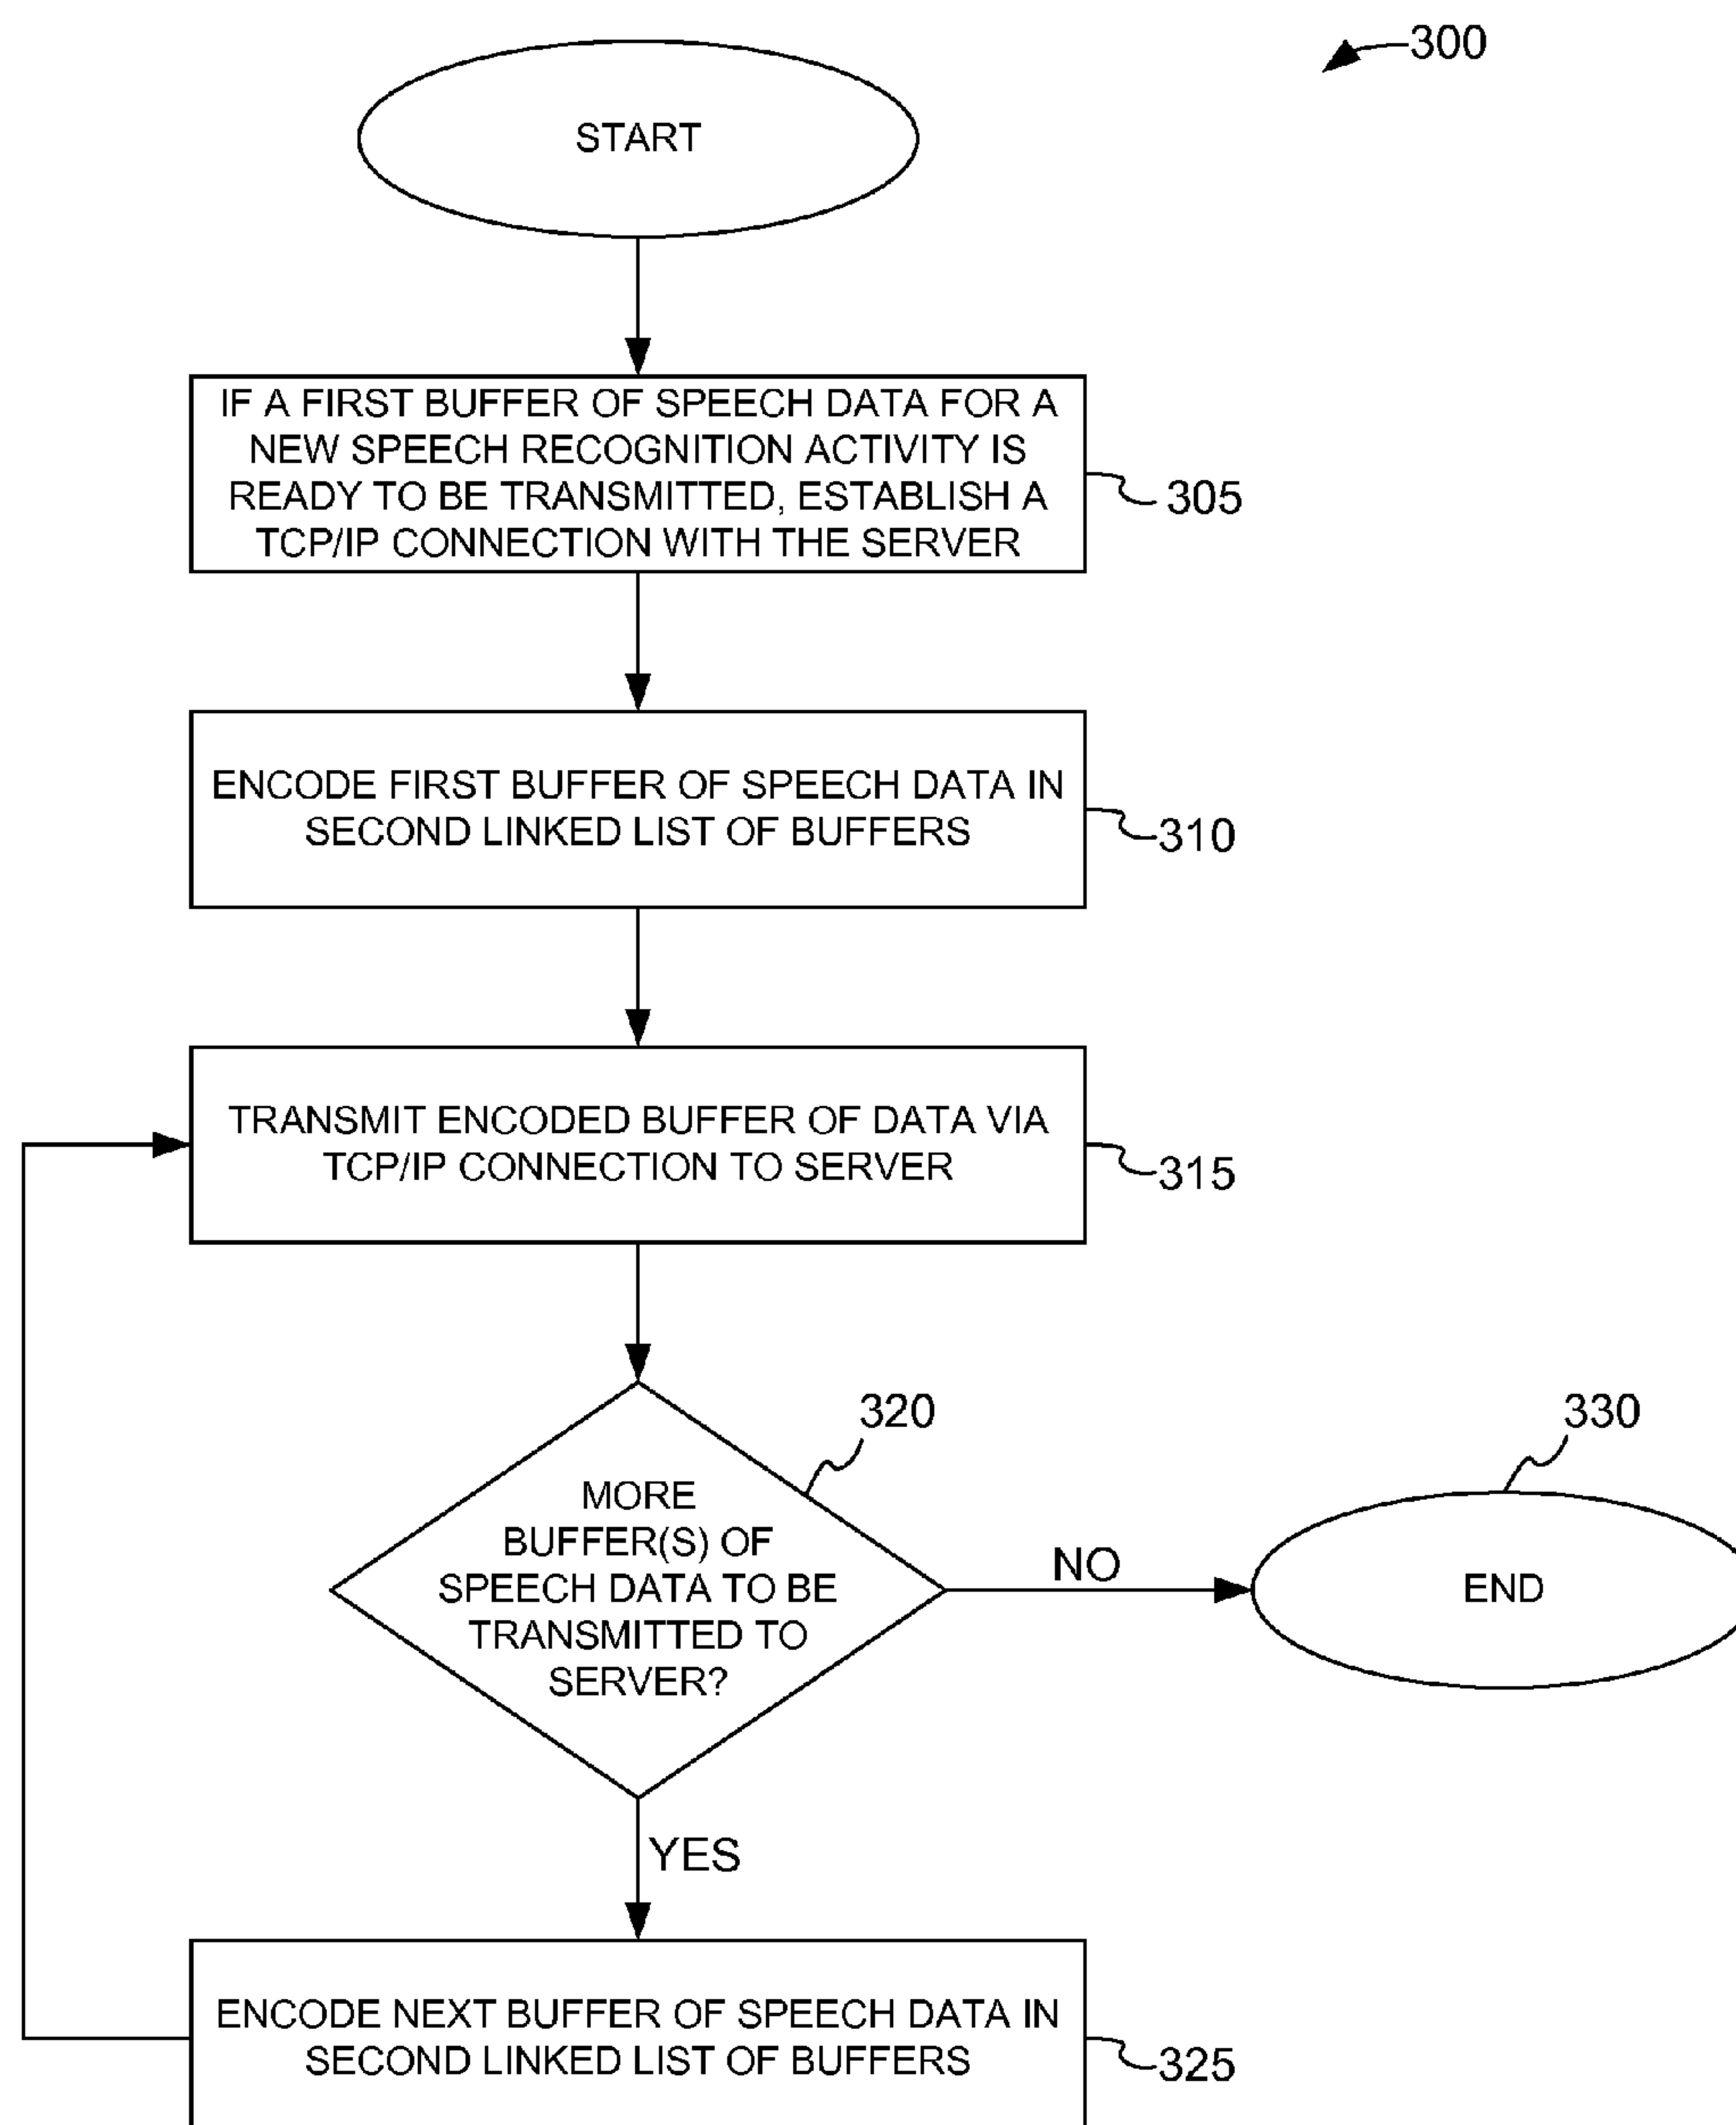 300
START
IF A FIRST BUFFER OF SPEECH DATA FOR A
NEW SPEECH RECOGNITION ACTIVITY IS
READY TO BE TRANSMITTED, ESTABLISH A
TCP/IP CONNECTION WITH THE SERVER
305
ENCODE FIRST BUFFER OF SPEECH DATA IN
SECOND LINKED LIST OF BUFFERS
310
TRANSMIT ENCODED BUFFER OF DATA VIA
TCP/IP CONNECTION TO SERVER
315
320
MORE
BUFFER(S) OF
SPEECH DATA TO BE
TRANSMITTED TO
SERVER?
NO
330
END
YES
ENCODE NEXT BUFFER OF SPEECH DATA IN
SECOND LINKED LIST OF BUFFERS
325